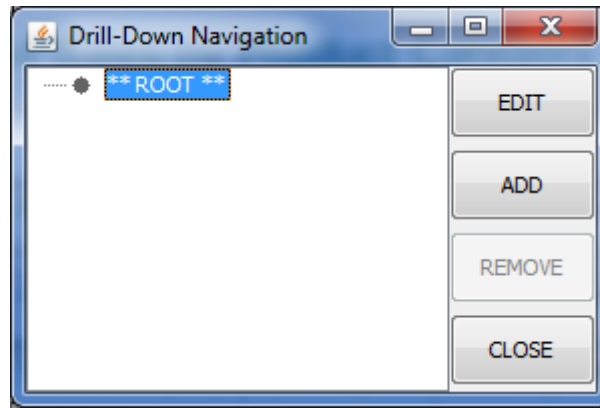 Drill-Down Navigation
** ROOT **
EDIT
ADD
REMOVE
CLOSE